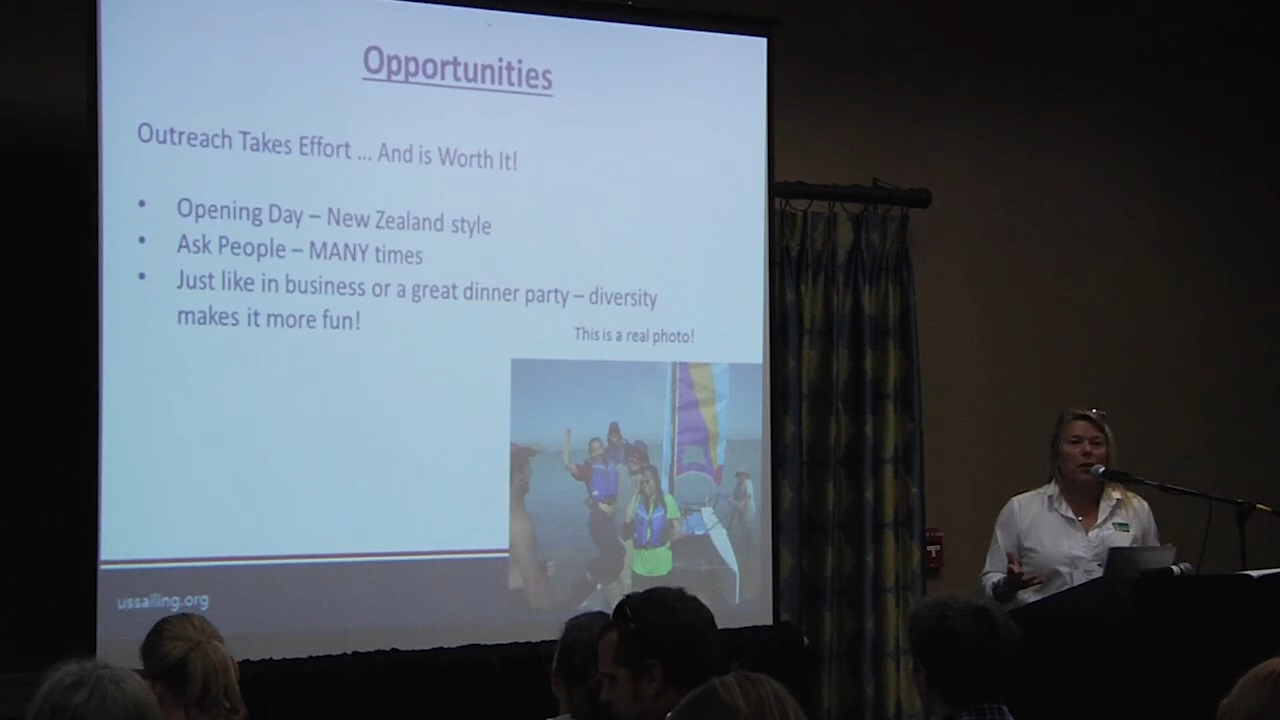 Opportunities
Outreach Takes Effort ... And is Worth It!
• Opening Day – New Zealand style
• Ask People – MANY times
• Just like in business or a great dinner party – diversity
makes it more fun!
This is a real photo!
ussailing.org